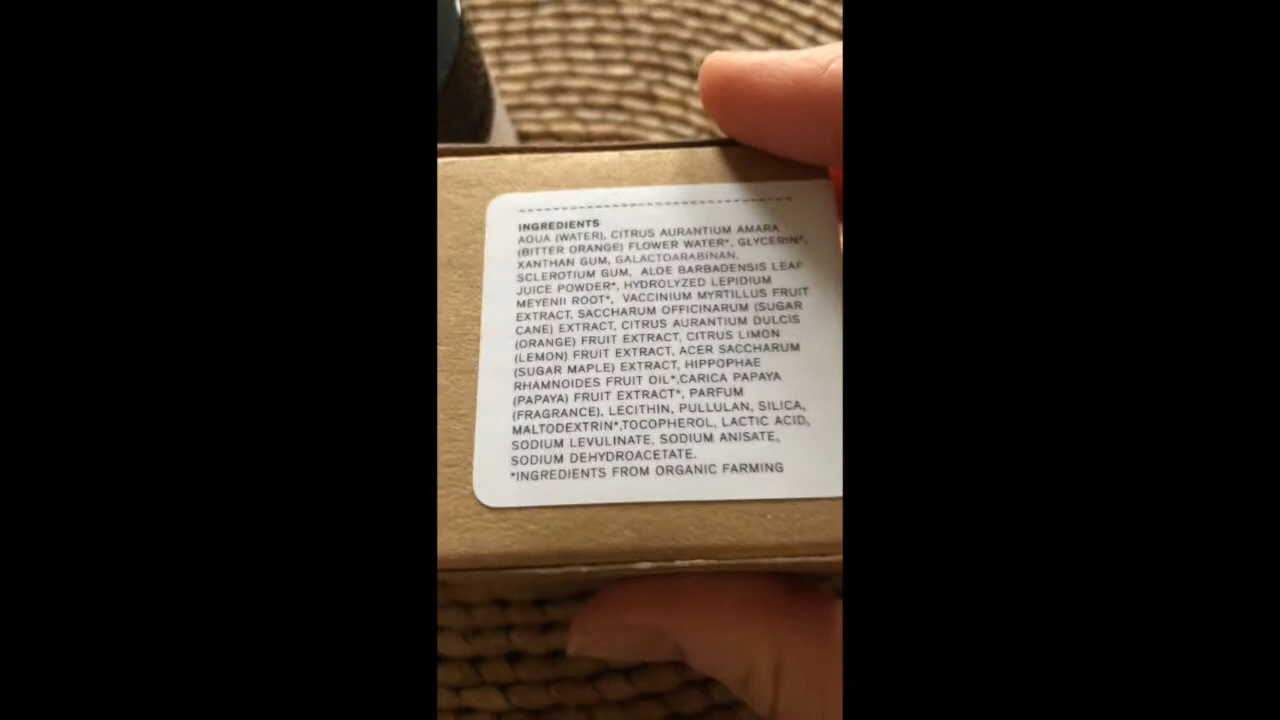 INGREDIENTS
AQUA (WATER), CITRUS AURANTIUM AMARA
(BITTER ORANGE) FLOWER WATER*, GLYCERIN*,
XANTHAN GUM, GALACTOARABINAN,
SCLEROTIUM GUM, ALOE BARBADENSIS LEAF
JUICE POWDER*, HYDROLYZED LEPIDIUM
MEYENII ROOT*, VACCINIUM MYRTILLUS FRUIT
EXTRACT, SACCHARUM OFFICINARUM (SUGAR
CANE) EXTRACT, CITRUS AURANTIUM DULCIS
(ORANGE) FRUIT EXTRACT, CITRUS LIMON
(LEMON) FRUIT EXTRACT, ACER SACCHARUM
(SUGAR MAPLE) EXTRACT, HIPPOPHAE
RHAMNOIDES FRUIT OIL*,CARICA PAPAYA
(PAPAYA) FRUIT EXTRACT*, PARFUM
(FRAGRANCE), LECITHIN, PULLULAN, SILICA,
MALTODEXTRIN*,TOCOPHEROL, LACTIC ACID,
SODIUM LEVULINATE, SODIUM ANISATE,
SODIUM DEHYDROACETATE.
*INGREDIENTS FROM ORGANIC FARMING